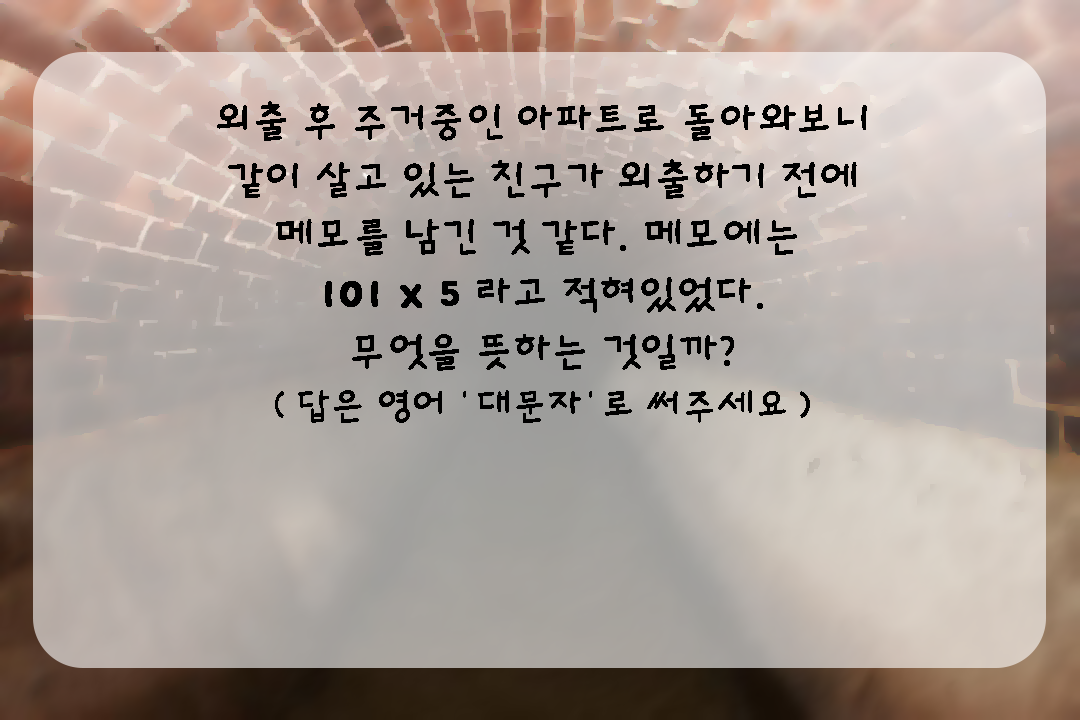 외출 후 주거중인 아파트로 돌아와보니
같이 살고 있는 친구가 외출하기 전에
메모를 남긴 것 같다. 메모에는
101 x 5 라고 적혀있었다.
무엇을 뜻하는 것일까?
( 답은 영어 '대문자'로 써주세요 )